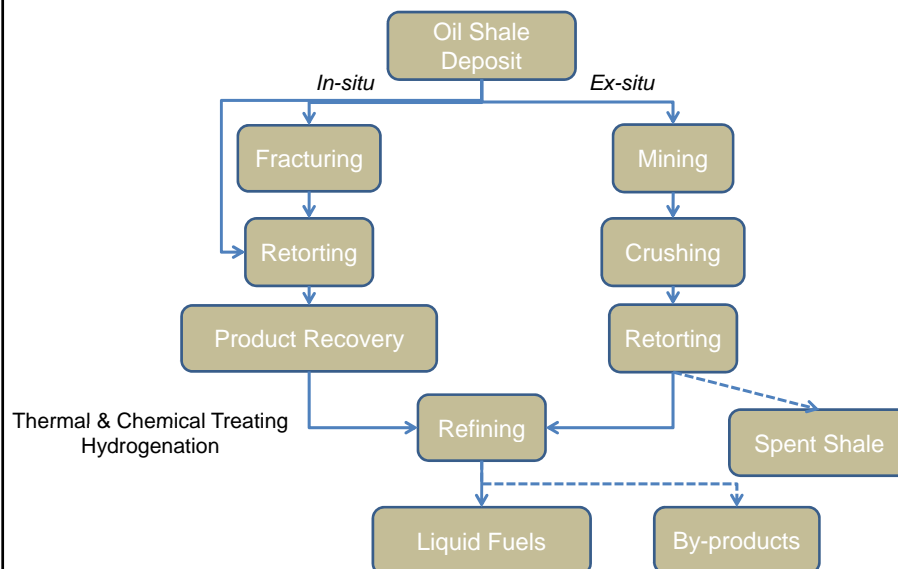 Oil Shale
Deposit
In-situ
Ex-situ
Fracturing
Mining
Retorting
Crushing
Product Recovery
Retorting
Thermal & Chemical Treating
Hydrogenation
Refining
Spent Shale
Liquid Fuels
By-products